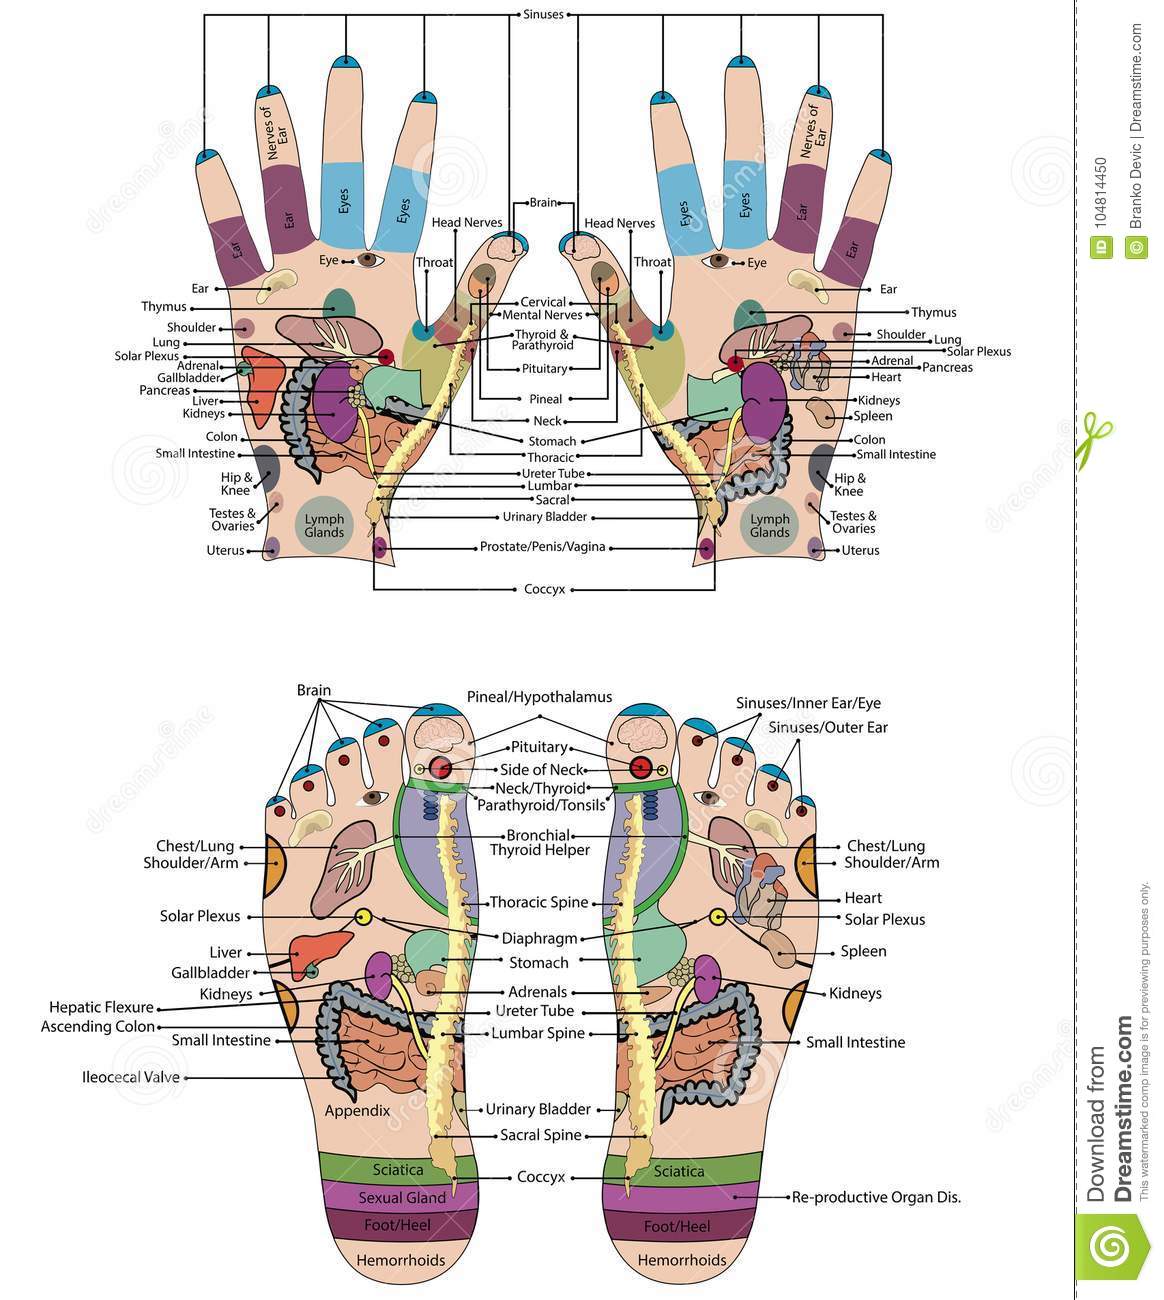 Sinuses
Nerves of
Ear
Ear
Ear
Eyes
Eyes
Eyes
Eyes
Nerves of
Ear
Ear
Ear
Brain
Head Nerves
Head Nerves
Eye
Throat
Throat
Eye
Ear
Ear
Thymus
Shoulder
Lung
Solar Plexus
Adrenal
Gallbladder
Pancreas
Liver
Kidneys
Colon
Small Intestine
Hip &
Knee
Testes &
Ovaries
Uterus
Lymph
Glands
Cervical
Mental Nerves
Thyroid &
Parathyroid
Pituitary
Pineal
Neck
Stomach
Thoracic
Ureter Tube
Lumbar
Sacral
Urinary Bladder
Prostate/Penis/Vagina
Coccyx
Thymus
Shoulder
Lung
Solar Plexus
Adrenal
Pancreas
Heart
Kidneys
Spleen
Colon
Small Intestine
Hip &
Knee
Testes &
Ovaries
Uterus
Lymph
Glands
Brain
Pineal/Hypothalamus
Sinuses/Inner Ear/Eye
Sinuses/Outer Ear
Pituitary
Side of Neck
Neck/Thyroid
Parathyroid/Tonsils
Bronchial
Thyroid Helper
Thoracic Spine
Diaphragm
Stomach
Adrenals
Ureter Tube
Lumbar Spine
Urinary Bladder
Sacral Spine
Coccyx
Chest/Lung
Shoulder/Arm
Solar Plexus
Liver
Gallbladder
Kidneys
Hepatic Flexure
Ascending Colon
Small Intestine
Ileocecal Valve
Appendix
Sciatica
Sexual Gland
Foot/Heel
Hemorrhoids
Chest/Lung
Shoulder/Arm
Heart
Solar Plexus
Spleen
Kidneys
Small Intestine
Sciatica
Re-productive Organ Dis.
Foot/Heel
Hemorrhoids
dreamstime
ID 104814450
© Branko Devic | Dreamstime.com
Download from
Dreamstime.com
This watermarked comp image is for previewing purposes only.